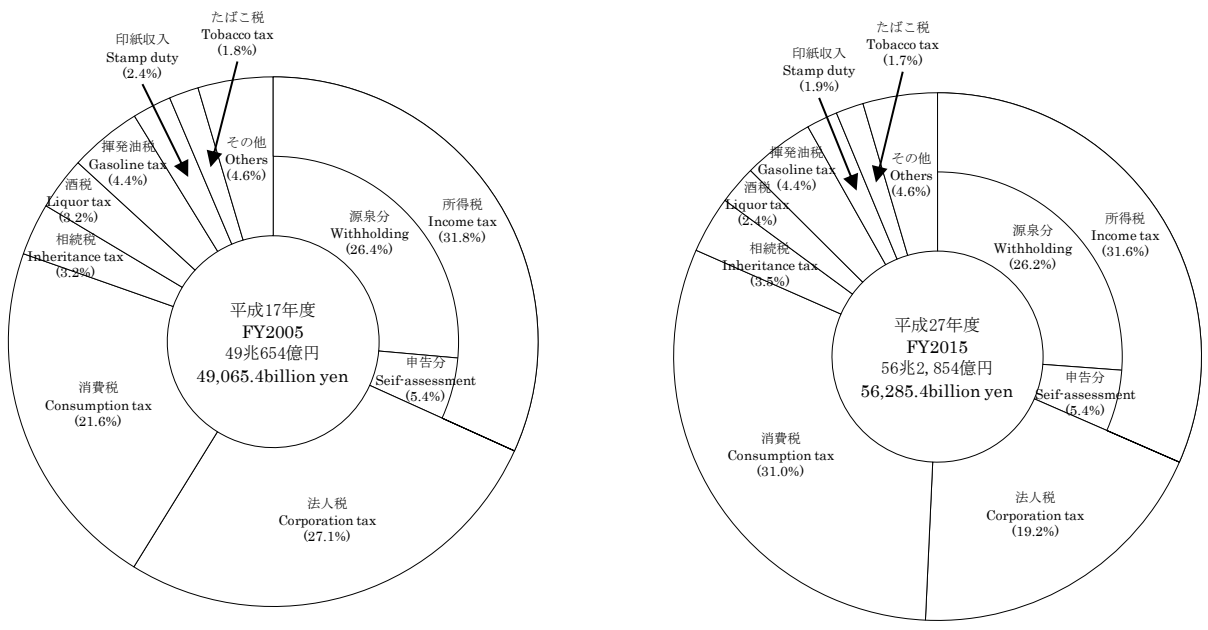 たばこ税
Tobacco tax
(1.8%)
印紙収入
Stamp duty
(2.4%)
その他
Others
(4.6%)
揮発油税
Gasoline tax
(4.4%)
酒税
Liquor tax
(3.2%)
相続税
Inheritance tax
(3.2%)
源泉分
Withholding
(26.4%)
所得税
Income tax
(31.8%)
平成17年度
FY2005
49兆654億円
49,065.4billion yen
申告分
Seif-assessment
(5.4%)
消費税
Consumption tax
(21.6%)
法人税
Corporation tax
(27.1%)
たばこ税
Tobacco tax
(1.7%)
印紙収入
Stamp duty
(1.9%)
その他
Others
(4.6%)
揮発油税
Gasoline tax
(4.4%)
酒税
Liquor tax
(2.4%)
相続税
Inheritance tax
(3.5%)
源泉分
Withholding
(26.2%)
所得税
Income tax
(31.6%)
平成27年度
FY2015
56兆2,854億円
56,285.4billion yen
申告分
Seif-assessment
(5.4%)
消費税
Consumption tax
(31.0%)
法人税
Corporation tax
(19.2%)